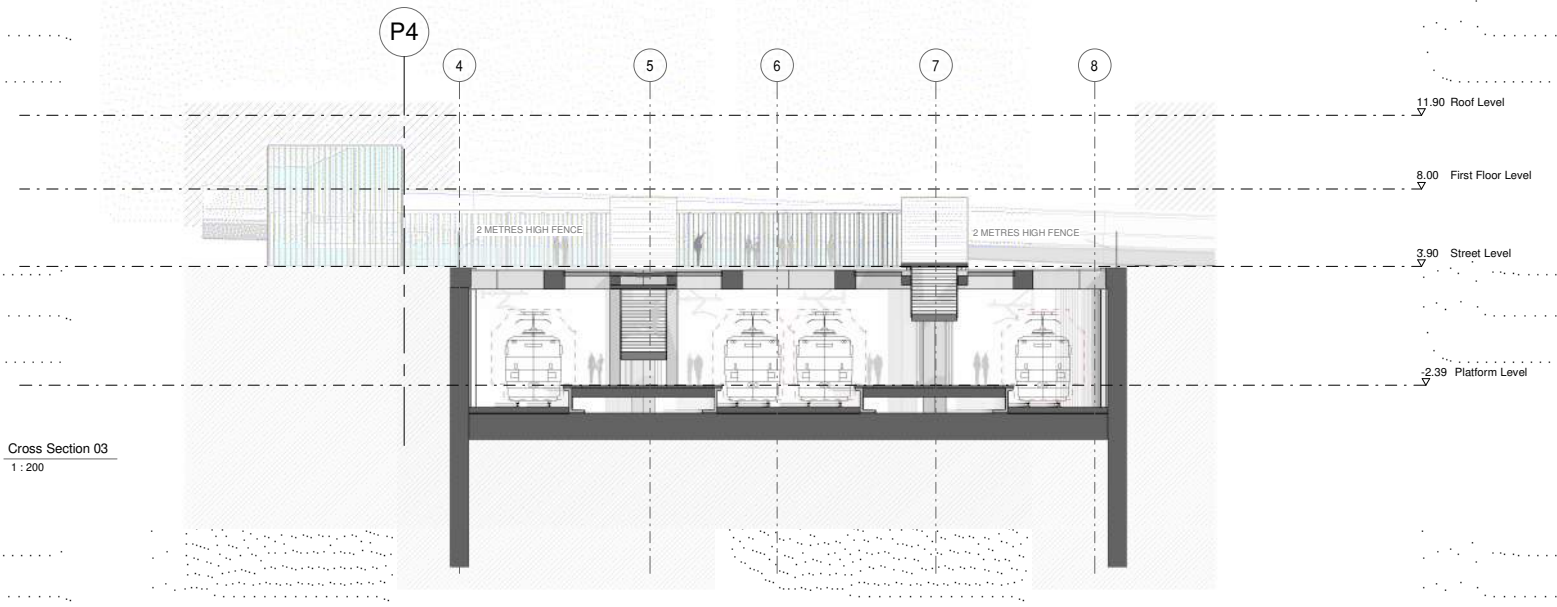 P4
4
5
6
7
8
11.90 Roof Level
8.00 First Floor Level
2 METRES HIGH FENCE
2 METRES HIGH FENCE
3.90 Street Level
-2.39 Platform Level
Cross Section 03
1 : 200